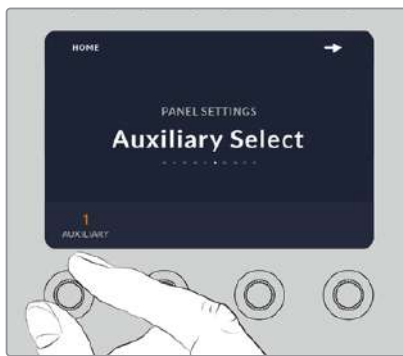 HOME
PANEL SETTINGS
Auxiliary Select
1
AUXILIARY